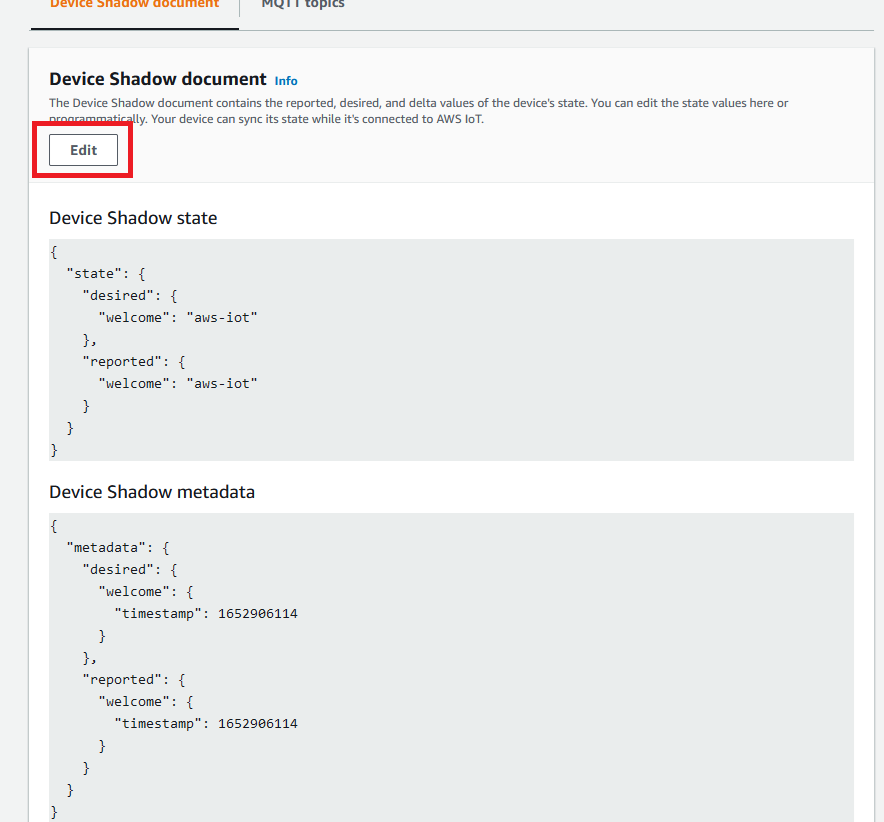 Device Shadow document MQTT topics
Device Shadow document Info
The Device Shadow document contains the reported, desired, and delta values of the device's state. You can edit the state values here or
programmatically. Your device can sync its state while it's connected to AWS IoT.
Edit
Device Shadow state
{
  "state": {
    "desired": {
      "welcome": "aws-iot"
    },
    "reported": {
      "welcome": "aws-iot"
    }
  }
}
Device Shadow metadata
{
  "metadata": {
    "desired": {
      "welcome": {
        "timestamp": 1652906114
      }
    },
    "reported": {
      "welcome": {
        "timestamp": 1652906114
      }
    }
  }
}